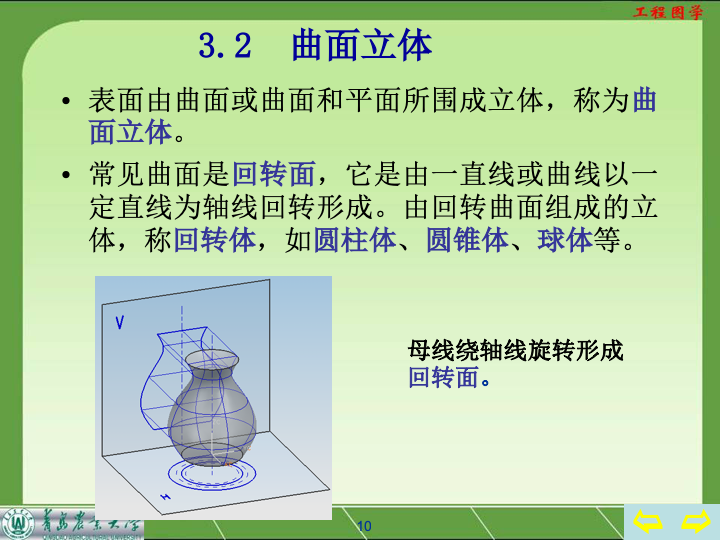 工程图学
3.2 曲面立体
• 表面由曲面或曲面和平面所围成立体，称为曲
面立体。
• 常见曲面是回转面，它是由一直线或曲线以一
定直线为轴线回转形成。由回转曲面组成的立
体，称回转体，如圆柱体、圆锥体、球体等。
V
母线绕轴线旋转形成
回转面。
H
青岛农业大学
QINGDAO AGRICULTURAL UNIVERSITY
10